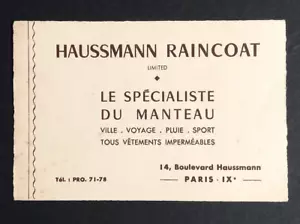 HAUSSMANN RAINCOAT
LIMITED
LE SPÉCIALISTE
DU MANTEAU
VILLE . VOYAGE . PLUIE . SPORT
TOUS VÊTEMENTS IMPERMÉABLES
14, Boulevard Haussmann
Tél. : PRO. 71-78
— PARIS - IXe —